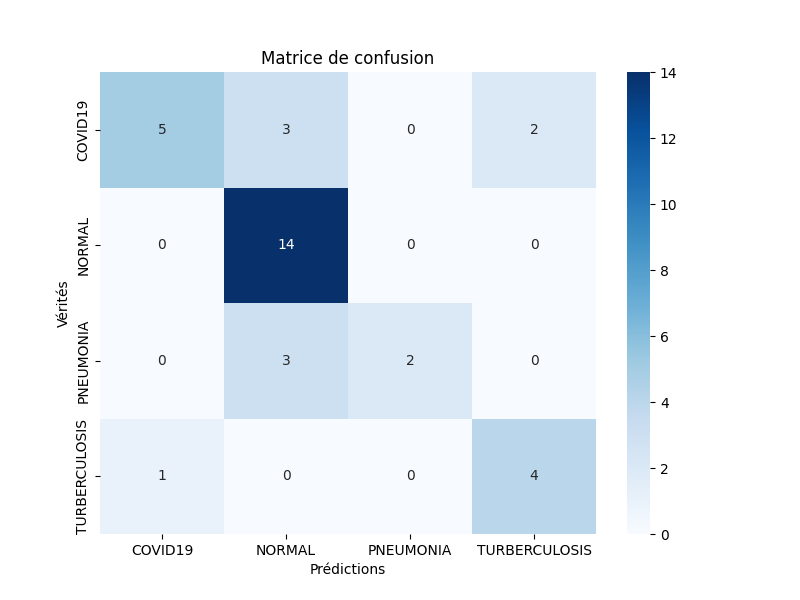 Matrice de confusion
Vérités
COVID19
5 3 0 2
NORMAL
0 14 0 0
PNEUMONIA
0 3 2 0
TURBERCULOSIS
1 0 0 4
COVID19 NORMAL PNEUMONIA TURBERCULOSIS
Prédictions
14
12
10
8
6
4
2
0